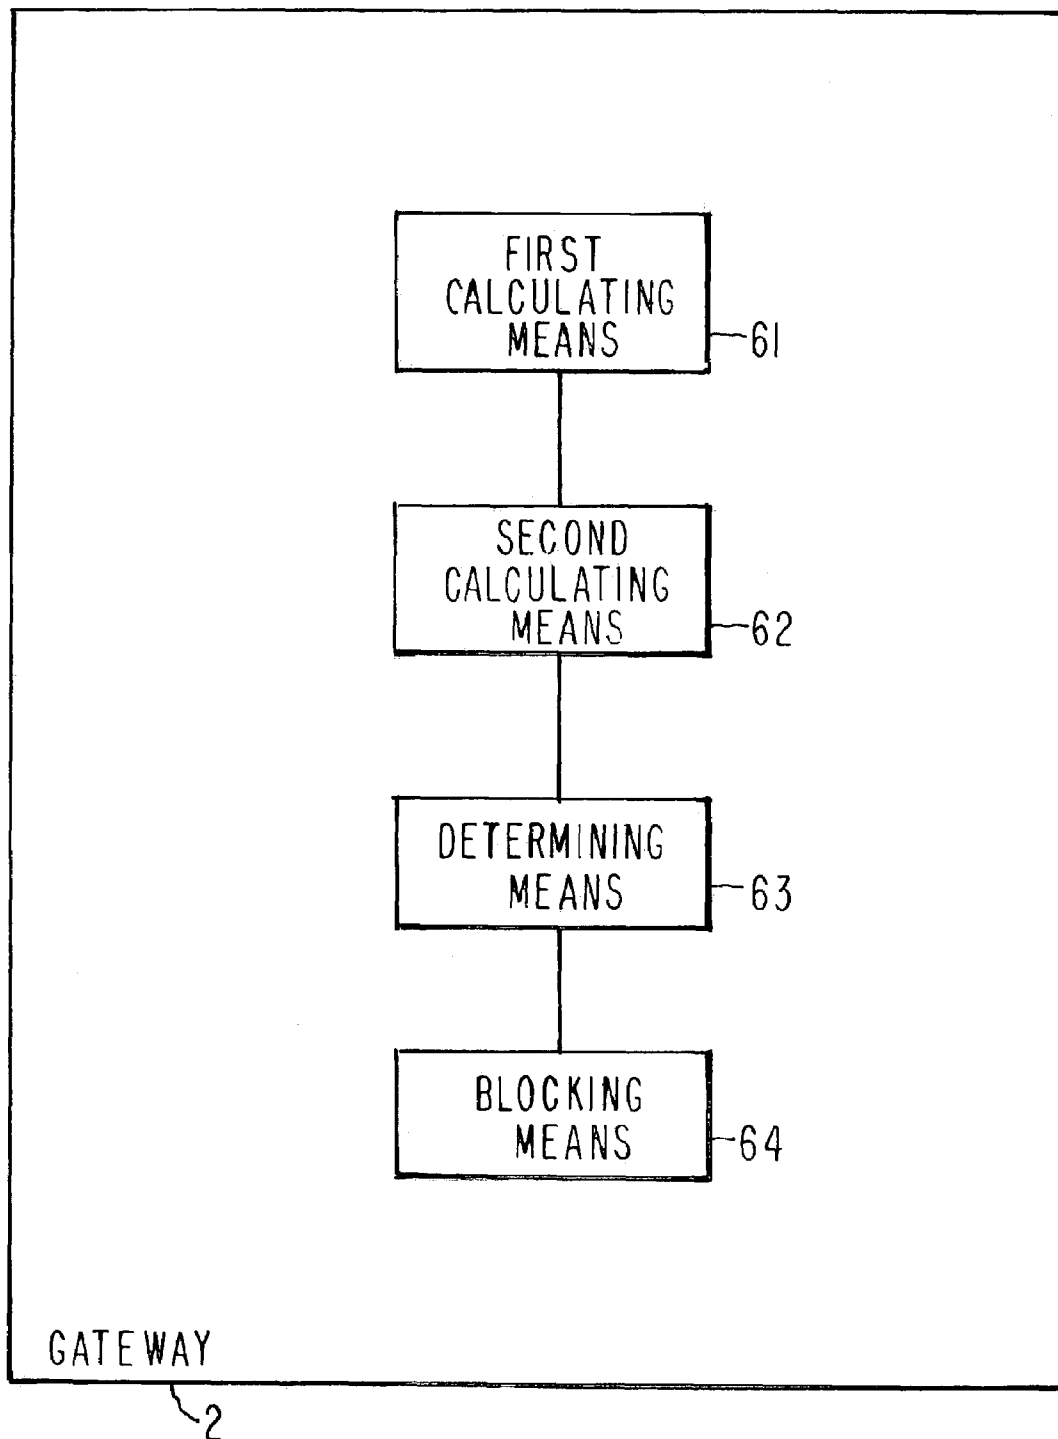 FIRST
CALCULATING
MEANS
61
SECOND
CALCULATING
MEANS
62
DETERMINING
MEANS
63
BLOCKING
MEANS
64
GATEWAY
2